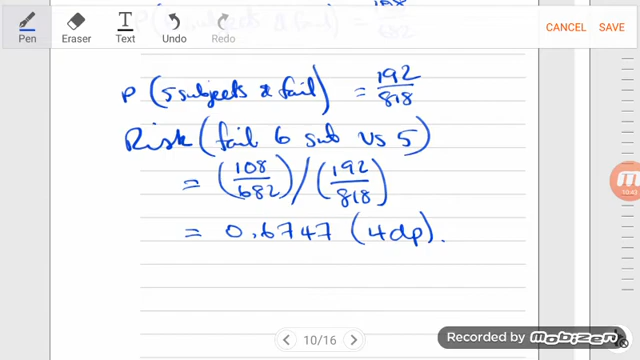 CANCEL SAVE
Pen Eraser Text Undo Redo
P (5 subjects & fail) = 192/818
Risk (fail 6 sub vs 5)
= (108/682) / (192/818)
= 0.6747 (4dp).
10/16
Recorded by mobizen